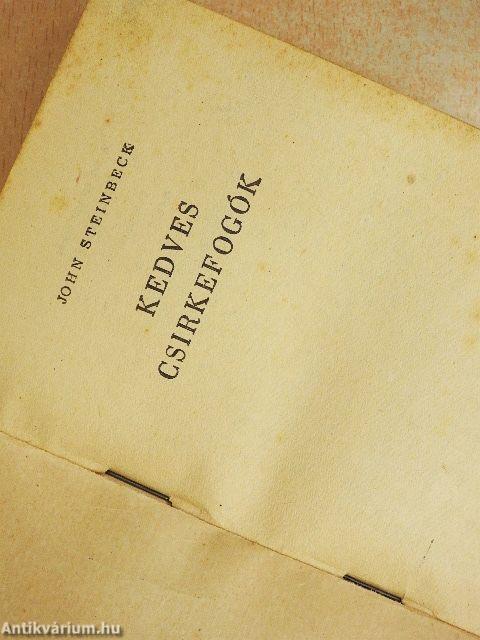 JOHN STEINBECK
KEDVES
CSIRKEFOGÓK
Antikvárium.hu